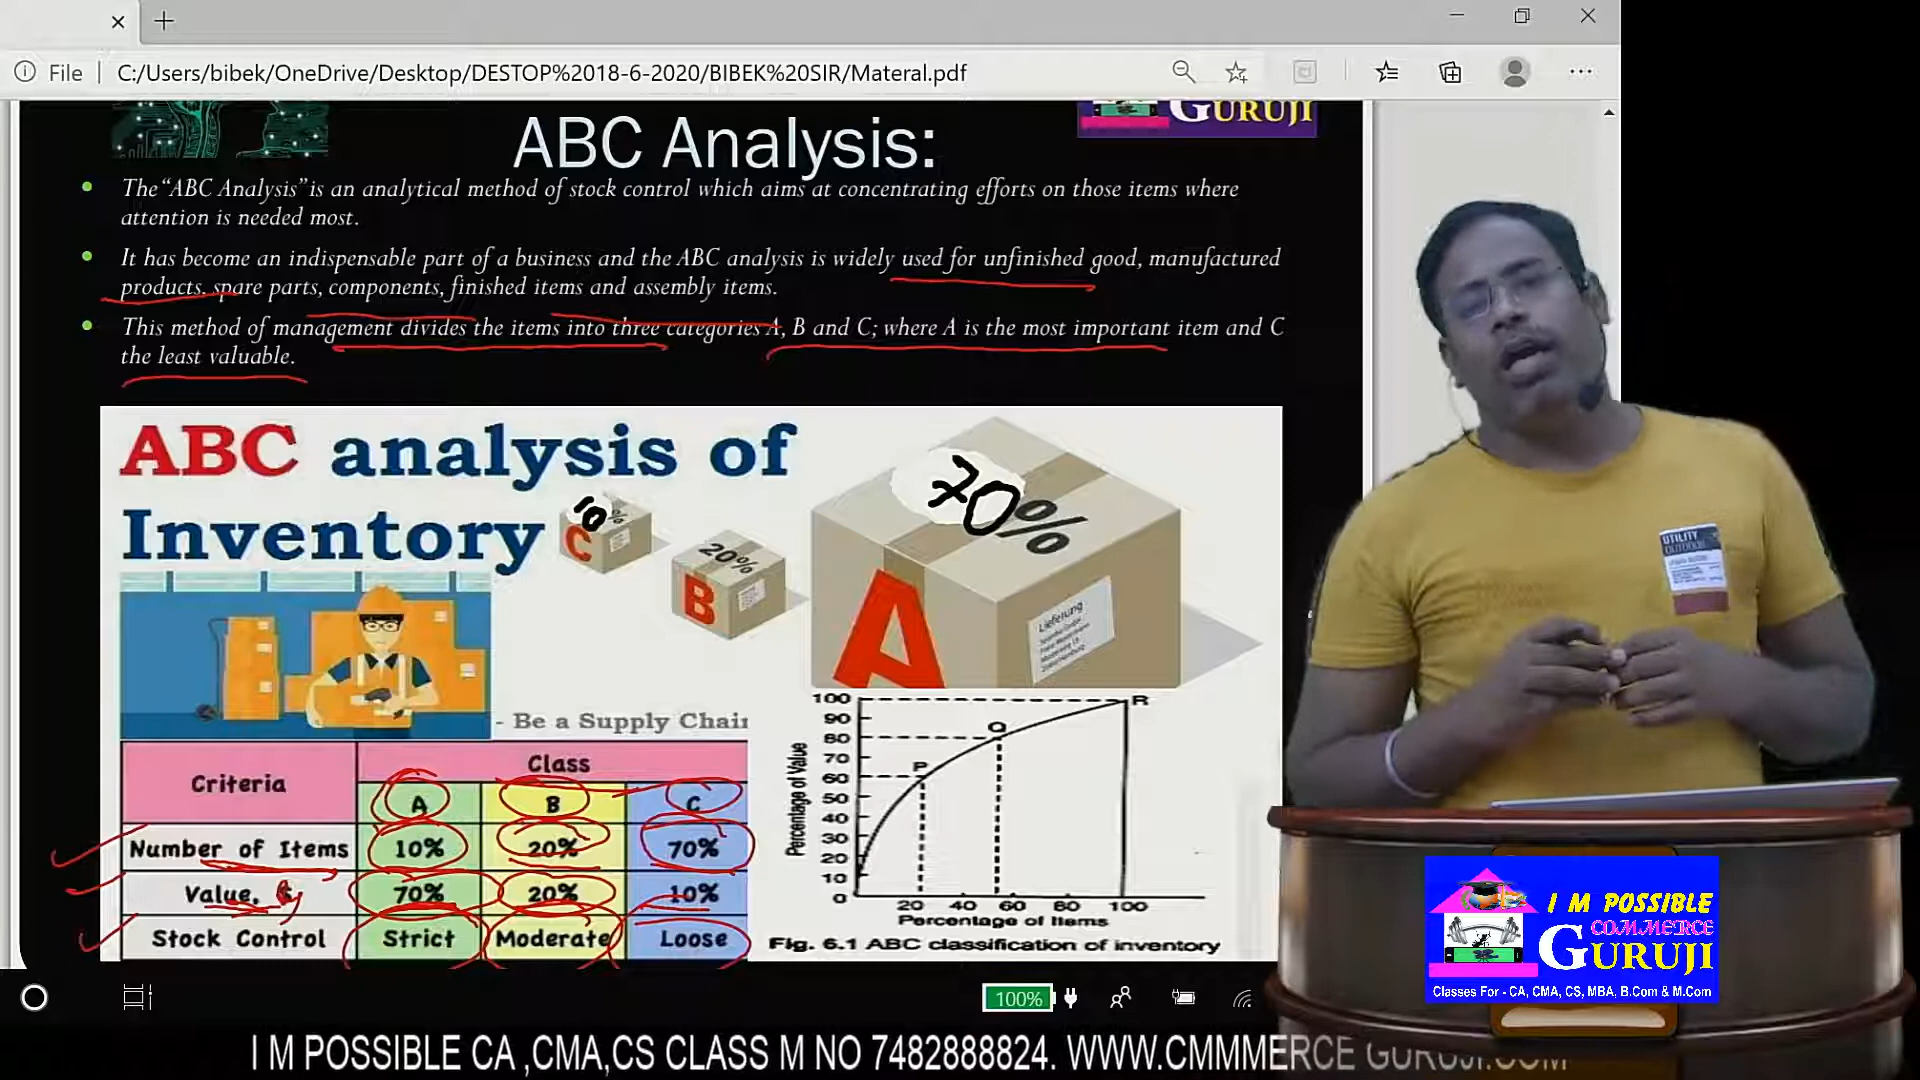 File
C:/Users/bibek/OneDrive/Desktop/DESTOP%2018-6-2020/BIBEK%20SIR/Materal.pdf
GURUJI
ABC Analysis:
The "ABC Analysis" is an analytical method of stock control which aims at concentrating efforts on those items where
attention is needed most.
It has become an indispensable part of a business and the ABC analysis is widely used for unfinished good, manufactured
products. spare parts, components, finished items and assembly items.
This method of management divides the items into three categories A, B and C; where A is the most important item and C
the least valuable.
ABC analysis of
Inventory
10%
C
20%
B
70%
A
Lieferung
- Be a Supply Chain
Criteria
Class
A B C
Number of Items 10% 20% 70%
Value, 70% 20% 10%
Stock Control Strict Moderate Loose
Percentage of Value
100
90
80
70
60
50
40
30
20
10
0
P
Q
R
20 40 60 80 100
Percentage of Items
Fig. 6.1 ABC classification of inventory
UTILITY
OUTDOOR
I M POSSIBLE
COMMERCE
GURUJI
Classes For - CA, CMA, CS, MBA, B.Com & M.Com
100%
I M POSSIBLE CA ,CMA,CS CLASS M NO 7482888824. WWW.CMMMERCE GURUJI.COM